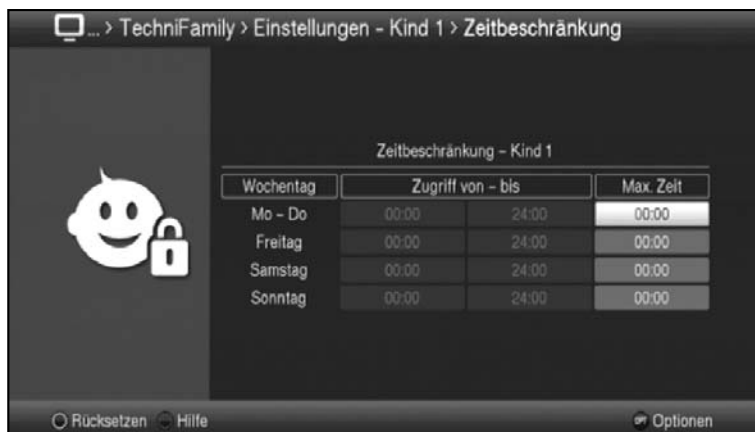 ... > TechniFamily > Einstellungen – Kind 1 > Zeitbeschränkung
Zeitbeschränkung – Kind 1
Wochentag Zugriff von – bis Max. Zeit
Mo – Do 00:00 24:00 00:00
Freitag 00:00 24:00 00:00
Samstag 00:00 24:00 00:00
Sonntag 00:00 24:00 00:00
Rücksetzen Hilfe OPT Optionen